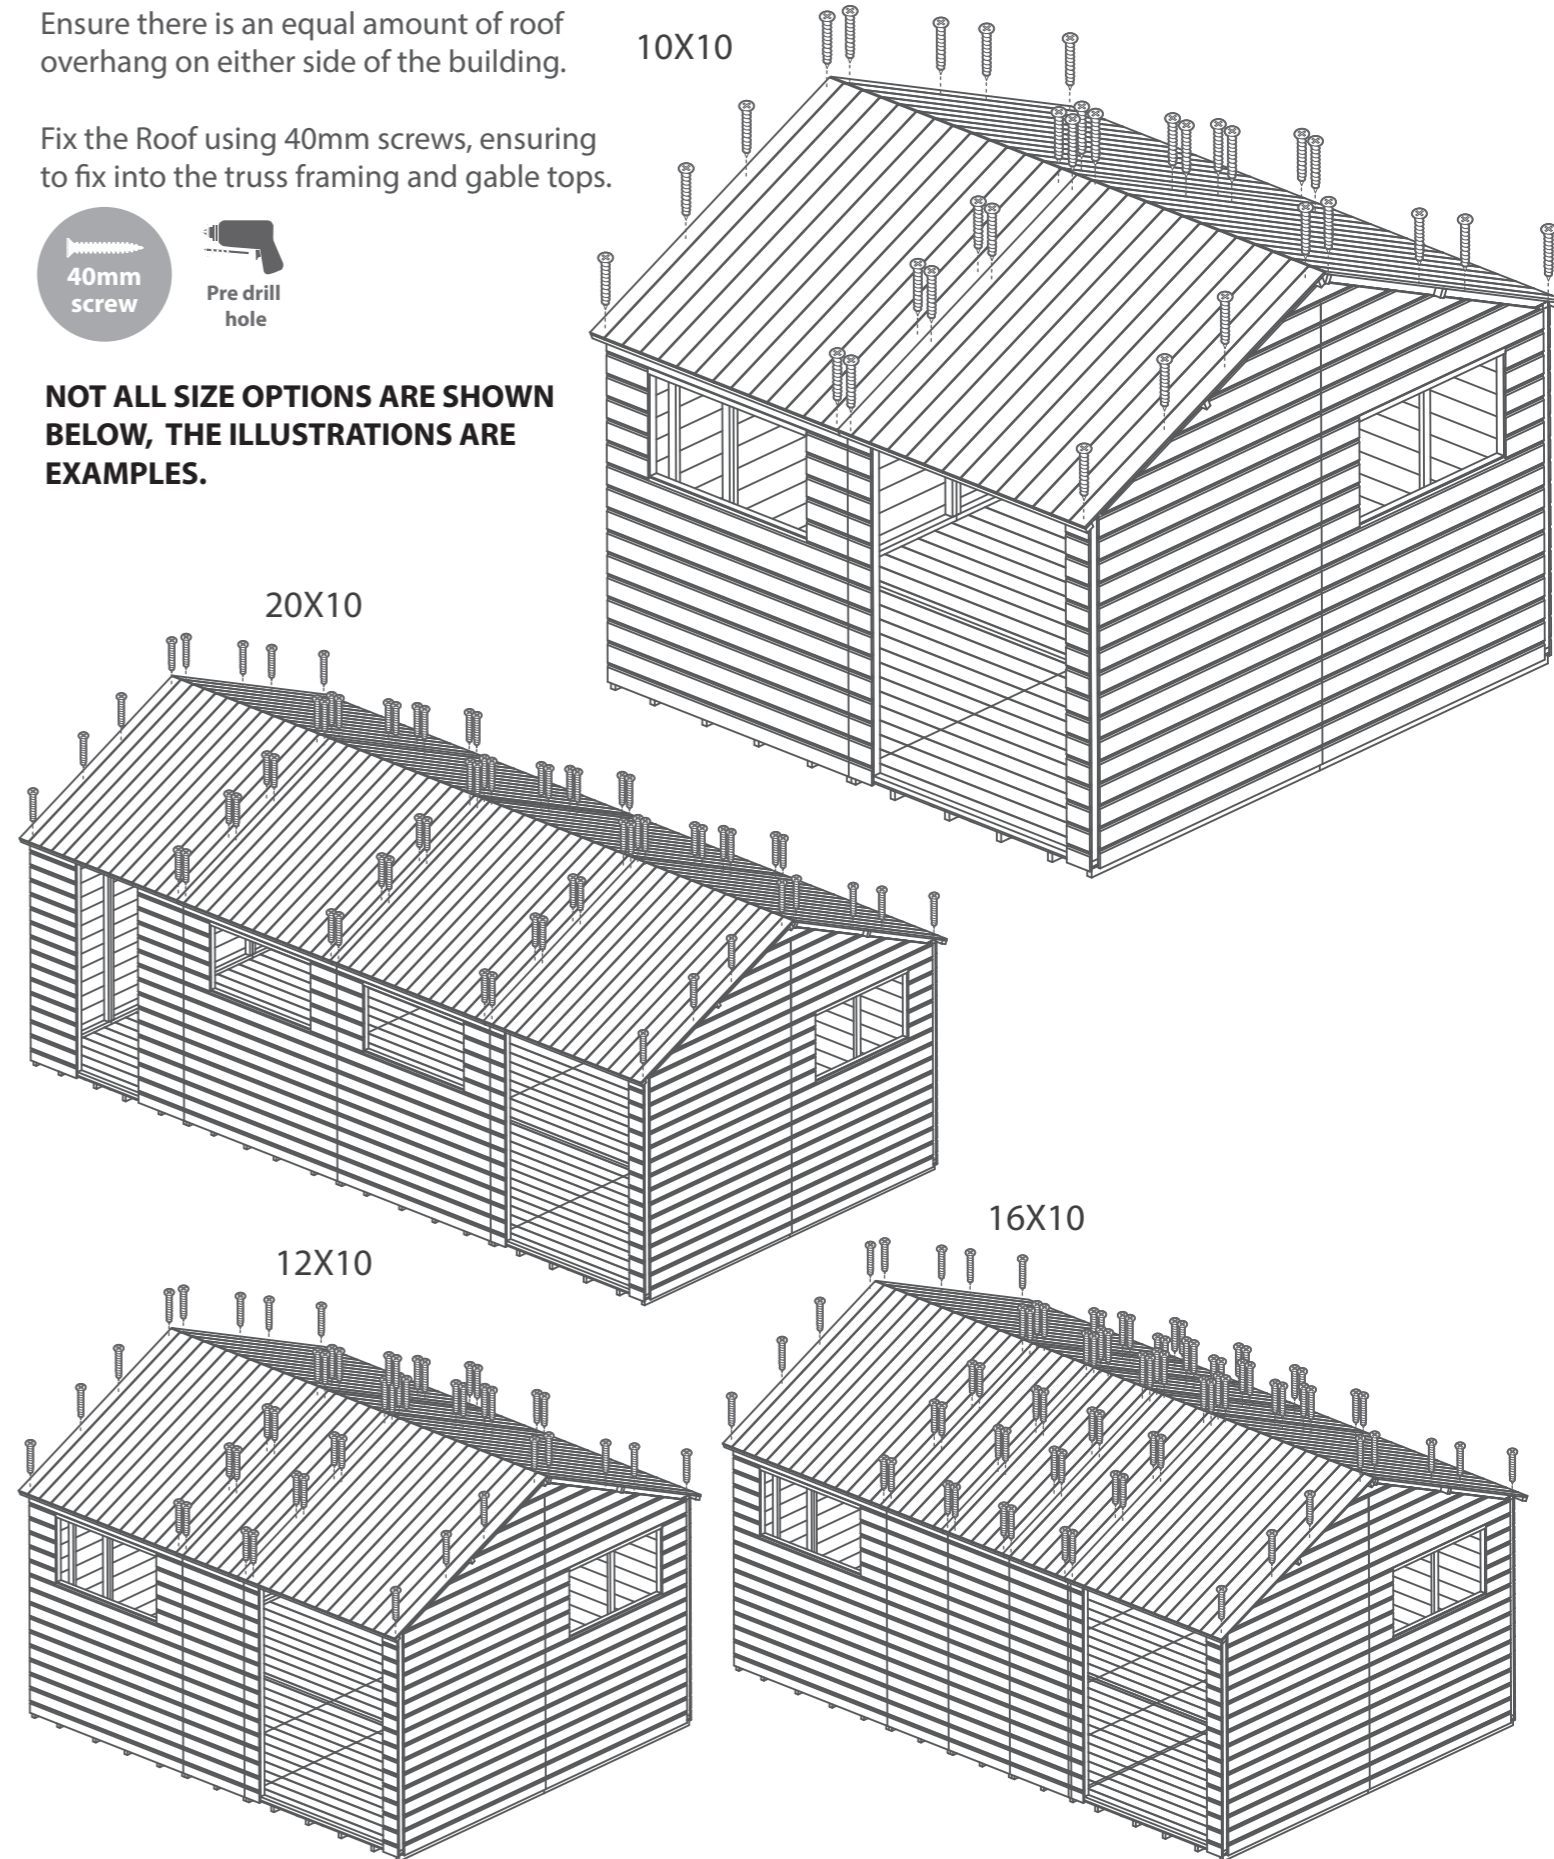 Ensure there is an equal amount of roof
overhang on either side of the building.
Fix the Roof using 40mm screws, ensuring
to fix into the truss framing and gable tops.
40mm
screw
Pre drill
hole
NOT ALL SIZE OPTIONS ARE SHOWN
BELOW, THE ILLUSTRATIONS ARE
EXAMPLES.
10X10
20X10
12X10
16X10